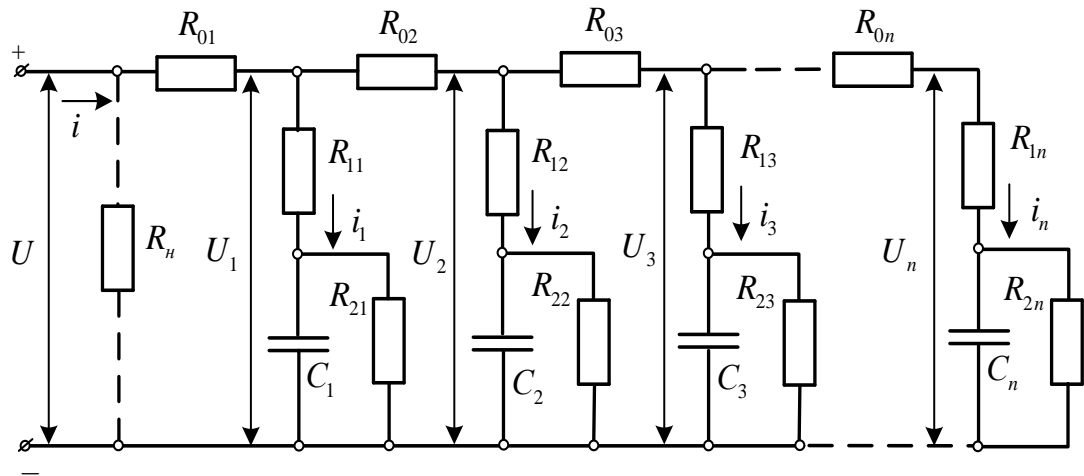 R01 R02 R03 R0n
+
i
R11 R12 R13 R1n
i1 i2 i3 in
U Rн U1 U2 U3 Un
R21 R22 R23 R2n
C1 C2 C3 Cn
−